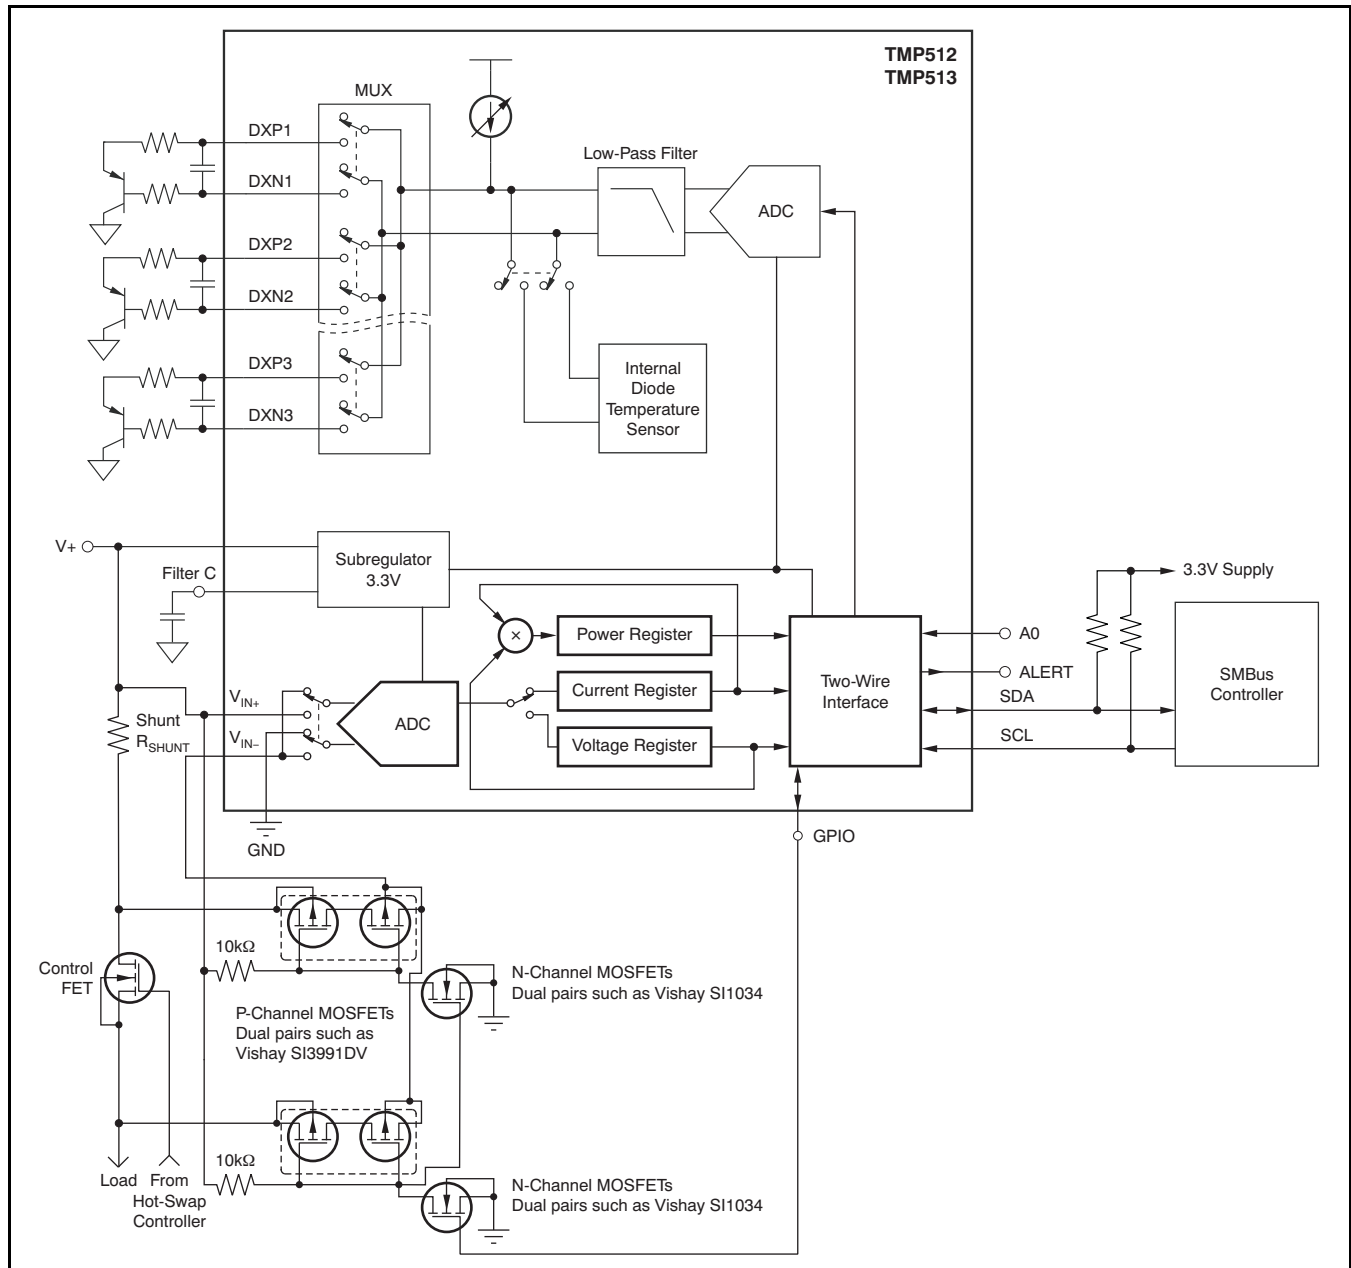 TMP512
TMP513
MUX
DXP1
DXN1
Low-Pass Filter
ADC
DXP2
DXN2
DXP3
DXN3
Internal
Diode
Temperature
Sensor
V+
Subregulator
3.3V
Filter C
3.3V Supply
×
Power Register
A0
ALERT
SMBus
Controller
Two-Wire
Interface
Current Register
SDA
VIN+
ADC
Shunt
RSHUNT
VIN−
Voltage Register
SCL
GND
GPIO
10kΩ
Control
FET
N-Channel MOSFETs
Dual pairs such as Vishay SI1034
P-Channel MOSFETs
Dual pairs such as
Vishay SI3991DV
10kΩ
Load
From
Hot-Swap
Controller
N-Channel MOSFETs
Dual pairs such as Vishay SI1034